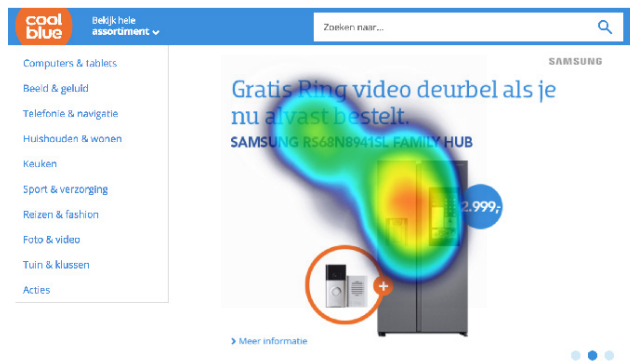 cool
blue
Bekijk hele
assortiment
Zoeken naar...
Computers & tablets
Beeld & geluid
Telefonie & navigatie
Huishouden & wonen
Keuken
Sport & verzorging
Reizen & fashion
Foto & video
Tuin & klussen
Acties
SAMSUNG
Gratis Ring video deurbel als je
nu alvast bestelt.
SAMSUNG RS68N8941SL FAMILY HUB
2.999,-
+
Meer informatie